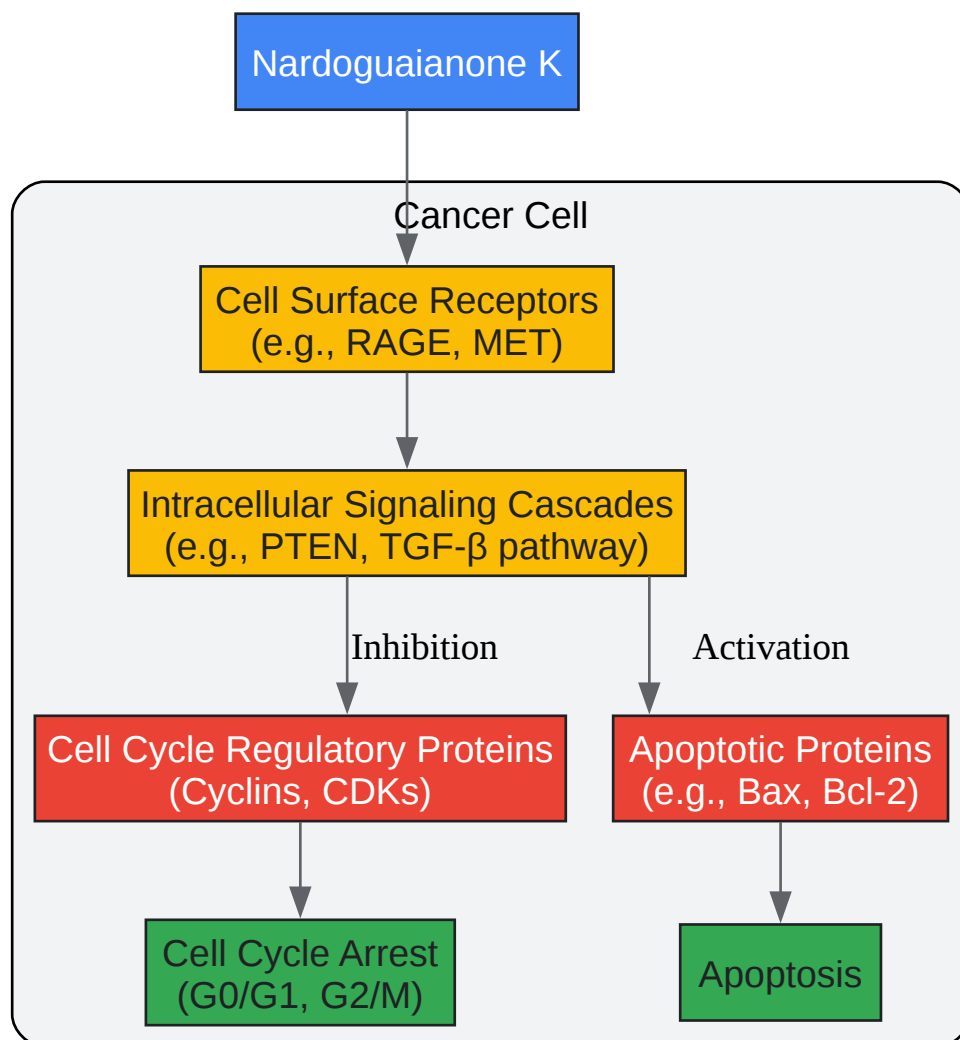 Nardoguaianone K
Cancer Cell
Cell Surface Receptors
(e.g., RAGE, MET)
Intracellular Signaling Cascades
(e.g., PTEN, TGF-β pathway)
Inhibition
Activation
Cell Cycle Regulatory Proteins
(Cyclins, CDKs)
Apoptotic Proteins
(e.g., Bax, Bcl-2)
Cell Cycle Arrest
(G0/G1, G2/M)
Apoptosis